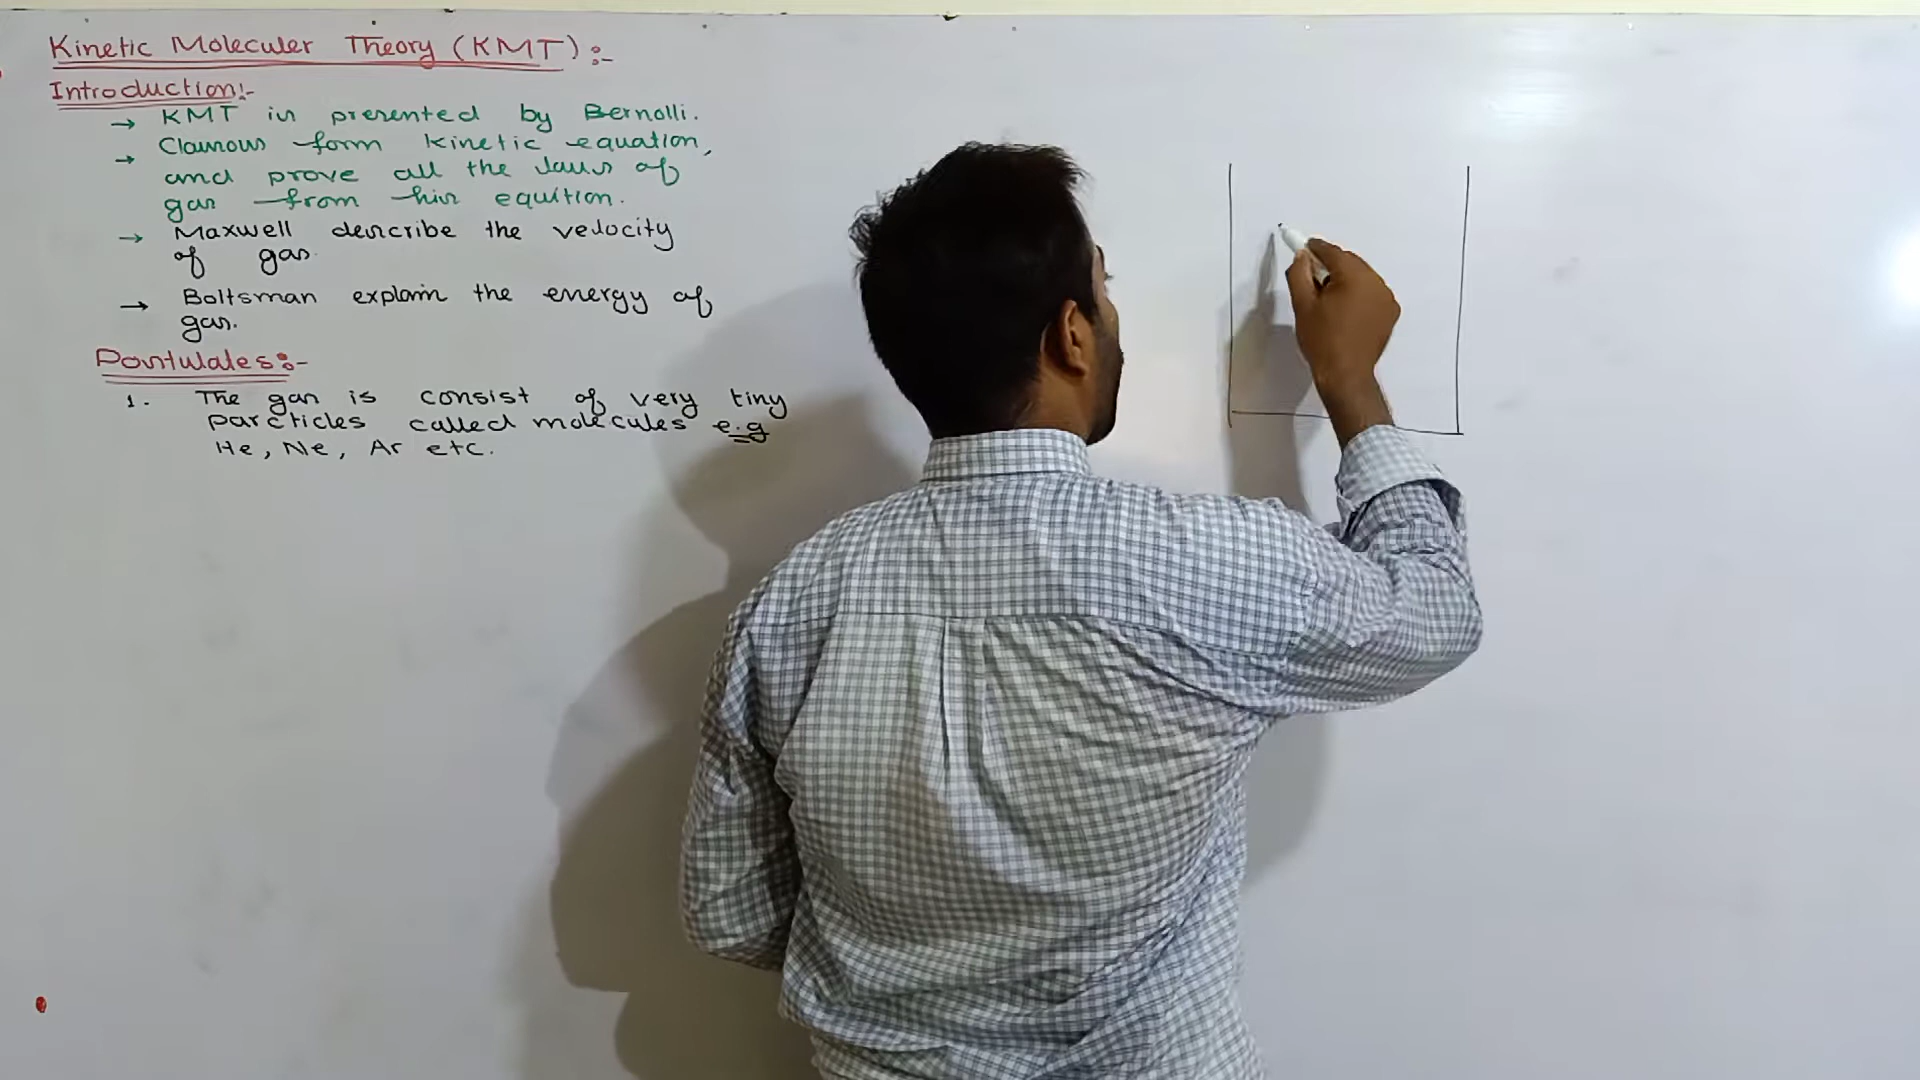 Kinetic Moleculer Theory (KMT):-
Introduction:-
→ KMT is presented by Bernolli.
→ Clausious form kinetic equation,
and prove all the laws of
gas from his equition.
→ Maxwell describe the velocity
of gas.
→ Boltsman explain the energy of
gas.
Postulates:-
1. The gas is consist of very tiny
particles called molecules e.g
He, Ne, Ar etc.